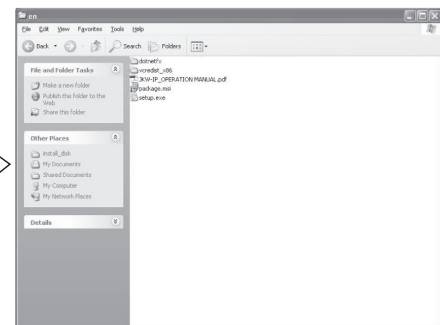 en
File Edit View Favorites Tools Help
Back Search Folders
File and Folder Tasks
Make a new folder
Publish this folder to the
Web
Share this folder
Other Places
install_disk
My Documents
Shared Documents
My Computer
My Network Places
Details
dotnetfx
vcredist_x86
JKW-IP_OPERATION MANUAL.pdf
package.msi
setup.exe